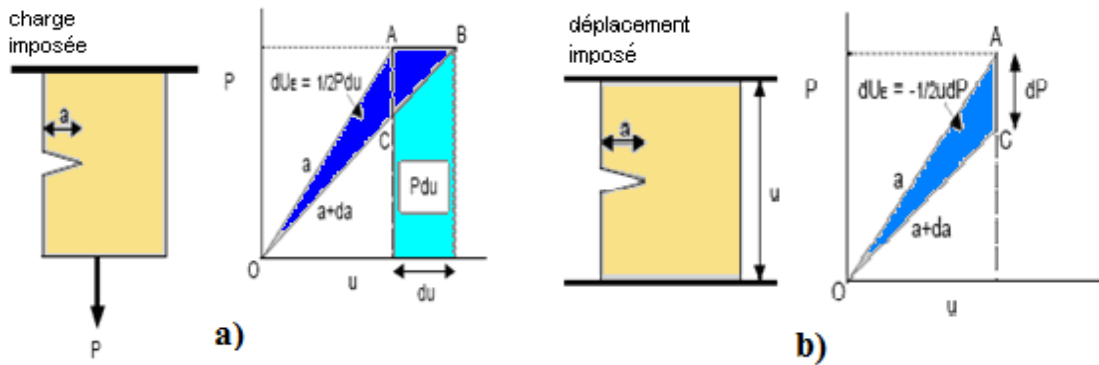 charge
imposée
a
P
a)
P
A
B
dUE = 1/2Pdu
C
a
Pdu
a+da
O
u
du
déplacement
imposé
a
u
b)
P
A
dUE = -1/2udP
dP
C
a
a+da
O
u